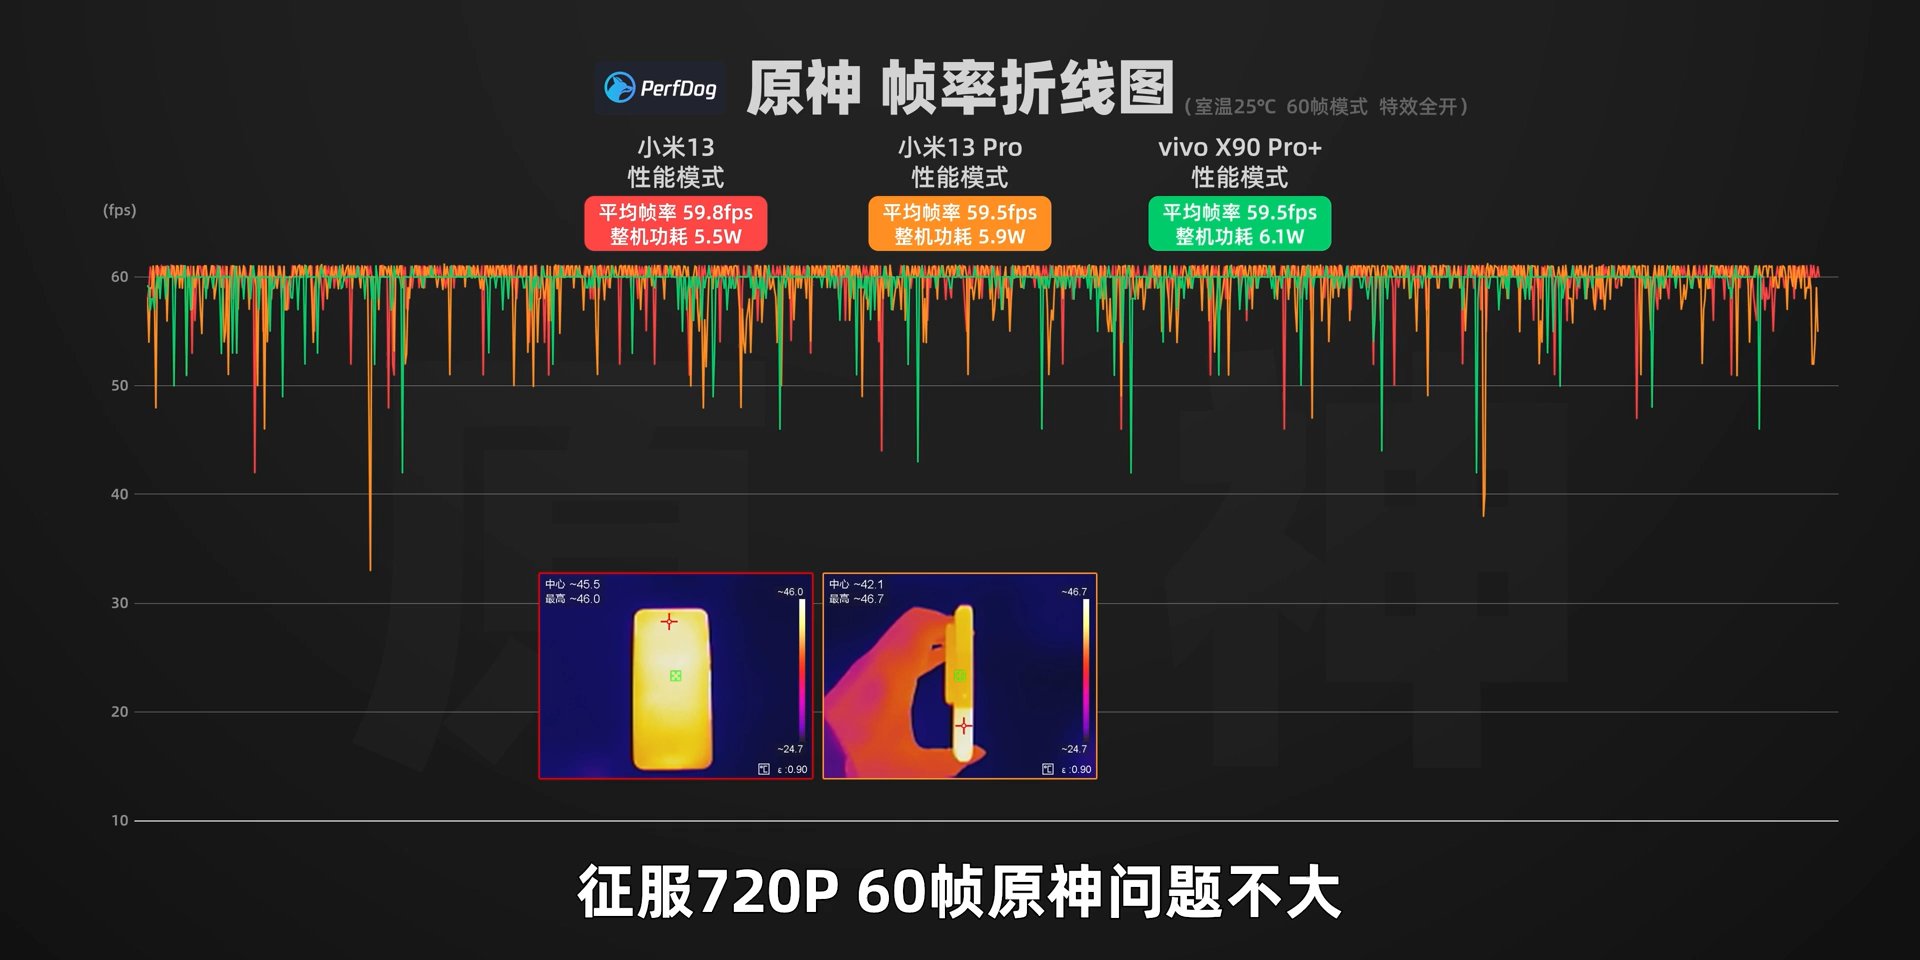 PerfDog
原神 帧率折线图
(室温25℃ 60帧模式 特效全开)
小米13
性能模式
平均帧率 59.8fps
整机功耗 5.5W
小米13 Pro
性能模式
平均帧率 59.5fps
整机功耗 5.9W
vivo X90 Pro+
性能模式
平均帧率 59.5fps
整机功耗 6.1W
(fps)
60
50
40
30
20
10
原神
中心 ~45.5
最高 ~46.0
~46.0
~24.7
℃ ε:0.90
中心 ~42.1
最高 ~46.7
~46.7
~24.7
℃ ε:0.90
征服720P 60帧原神问题不大